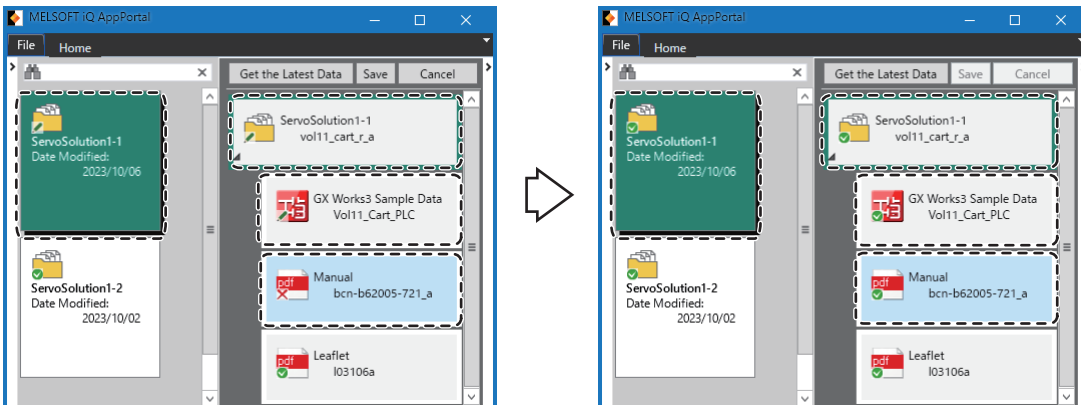 MELSOFT iQ AppPortal
File Home
Get the Latest Data Save Cancel
ServoSolution1-1
Date Modified:
2023/10/06
ServoSolution1-2
Date Modified:
2023/10/02
ServoSolution1-1
vol11_cart_r_a
GX Works3 Sample Data
Vol11_Cart_PLC
pdf
Manual
bcn-b62005-721_a
pdf
Leaflet
l03106a
MELSOFT iQ AppPortal
File Home
Get the Latest Data Save Cancel
ServoSolution1-1
Date Modified:
2023/10/06
ServoSolution1-2
Date Modified:
2023/10/02
ServoSolution1-1
vol11_cart_r_a
GX Works3 Sample Data
Vol11_Cart_PLC
pdf
Manual
bcn-b62005-721_a
pdf
Leaflet
l03106a